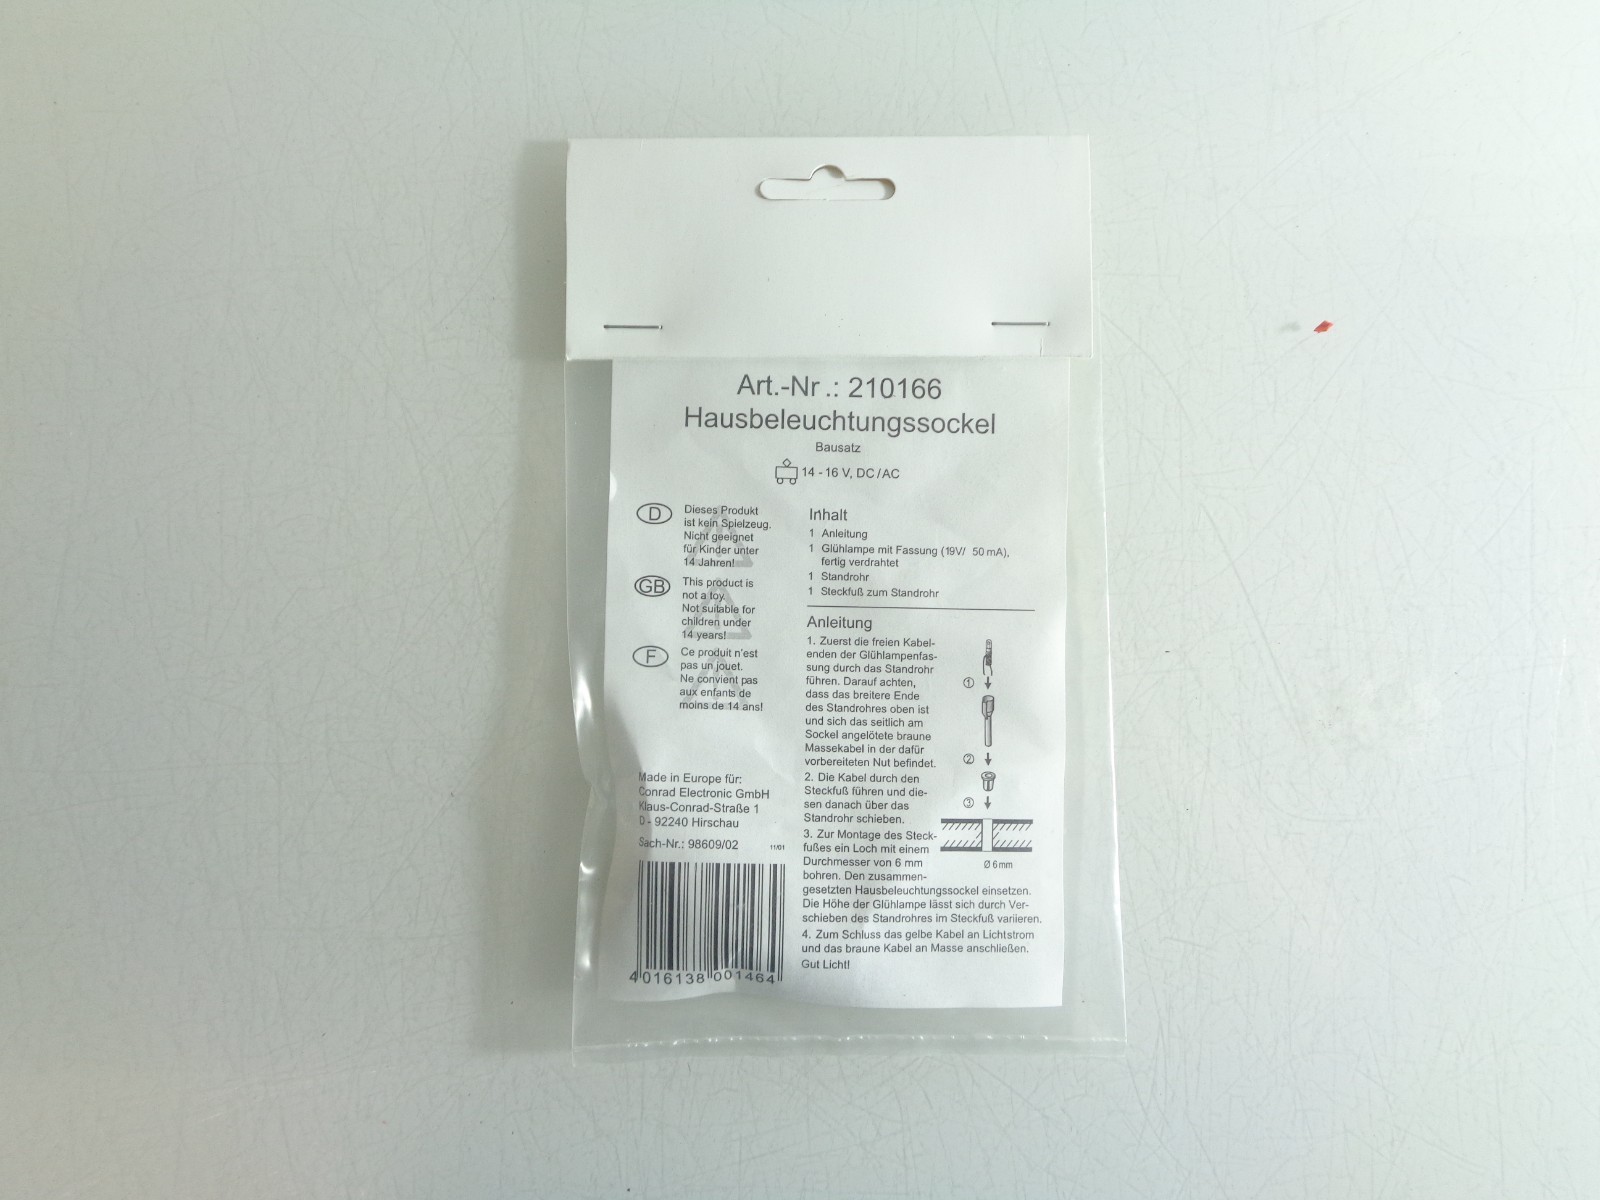 Art.-Nr.: 210166
Hausbeleuchtungssockel
Bausatz
14 - 16 V, DC/AC
D
Dieses Produkt
ist kein Spielzeug.
Nicht geeignet
für Kinder unter
14 Jahren!
GB
This product is
not a toy.
Not suitable for
children under
14 years!
F
Ce produit n'est
pas un jouet.
Ne convient pas
aux enfants de
moins de 14 ans!
Made in Europe für:
Conrad Electronic GmbH
Klaus-Conrad-Straße 1
D - 92240 Hirschau
Sach-Nr.: 98609/02
11/01
4 016138 001464
Inhalt
1 Anleitung
1 Glühlampe mit Fassung (19V/ 50 mA),
fertig verdrahtet
1 Standrohr
1 Steckfuß zum Standrohr
Anleitung
1. Zuerst die freien Kabel-
enden der Glühlampenfas-
sung durch das Standrohr
führen. Darauf achten,
dass das breitere Ende
des Standrohres oben ist
und sich das seitlich am
Sockel angelötete braune
Massekabel in der dafür
vorbereiteten Nut befindet.
2. Die Kabel durch den
Steckfuß führen und die-
sen danach über das
Standrohr schieben.
3. Zur Montage des Steck-
fußes ein Loch mit einem
Durchmesser von 6 mm
bohren. Den zusammen-
gesetzten Hausbeleuchtungssockel einsetzen.
Die Höhe der Glühlampe lässt sich durch Ver-
schieben des Standrohres im Steckfuß variieren.
4. Zum Schluss das gelbe Kabel an Lichtstrom
und das braune Kabel an Masse anschließen.
Gut Licht!
①
②
③
Ø 6 mm